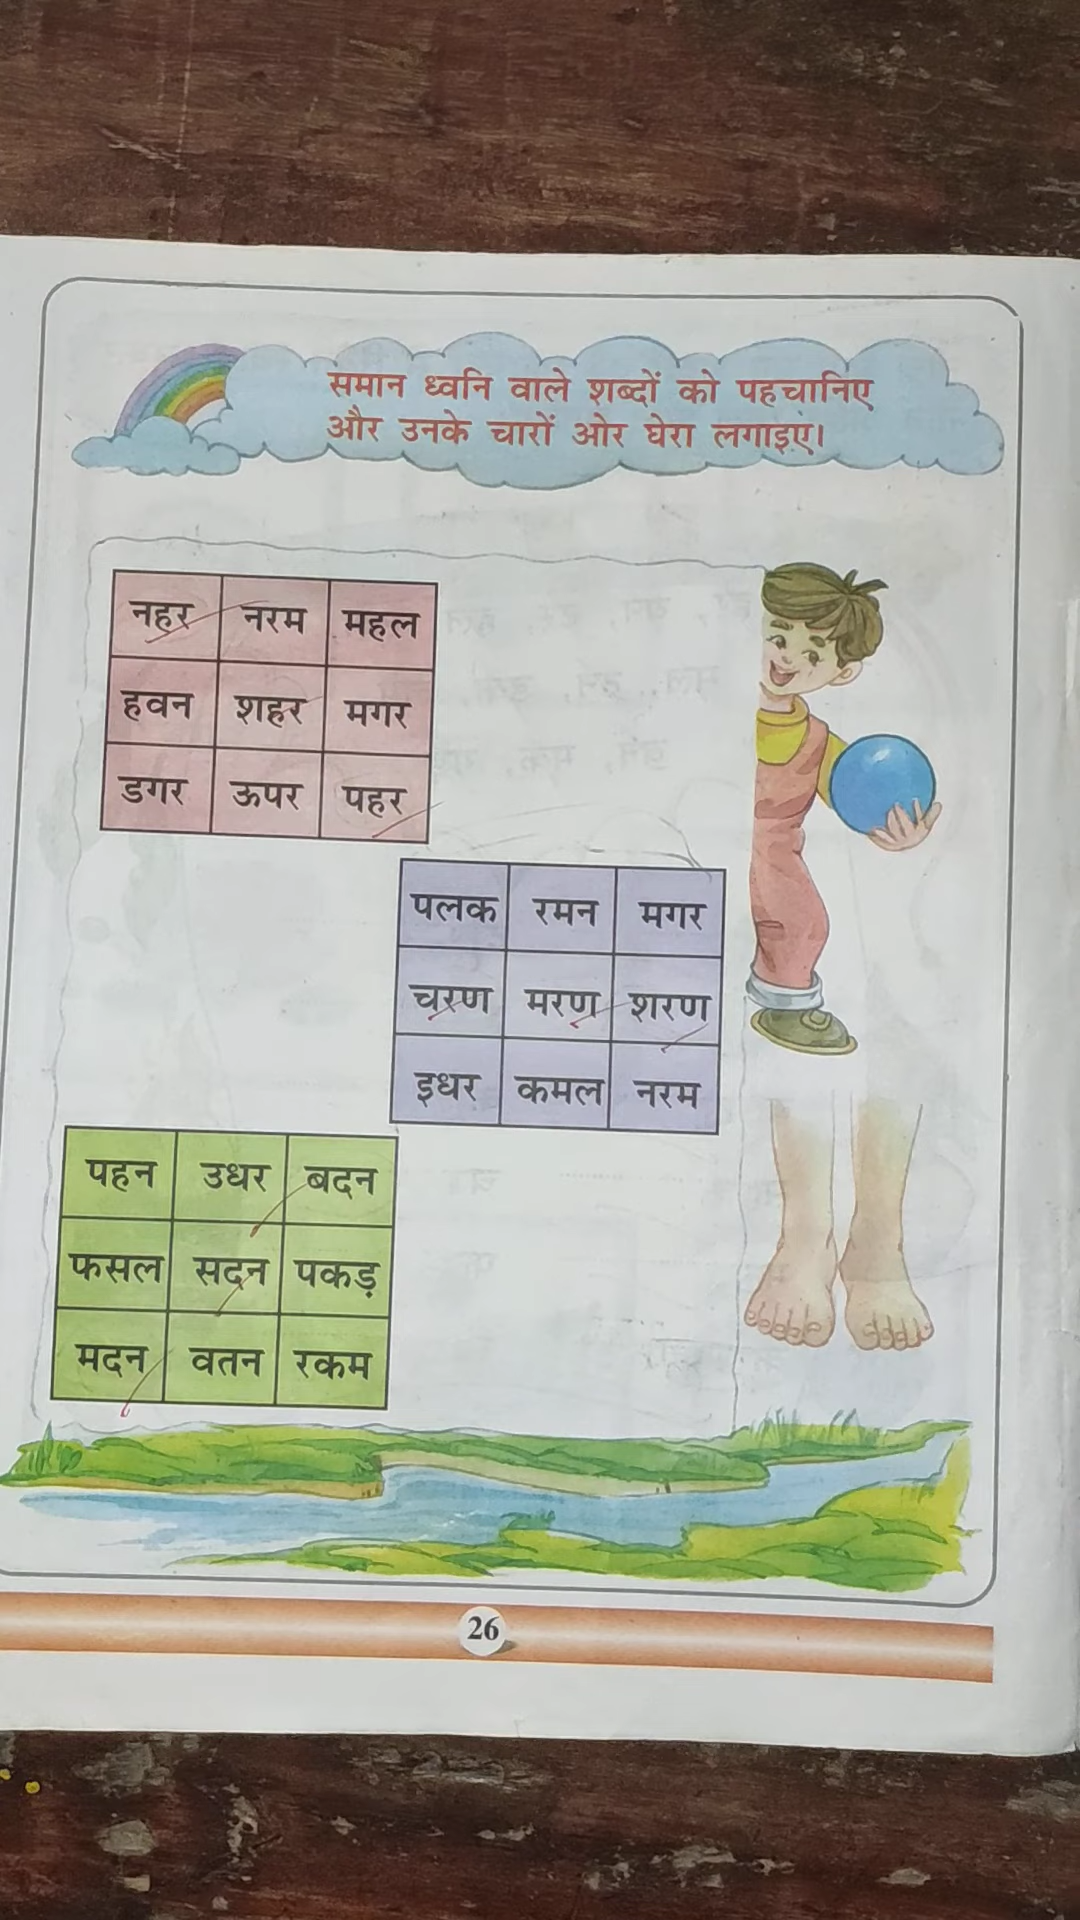 समान ध्वनि वाले शब्दों को पहचानिए
और उनके चारों ओर घेरा लगाइए।
नहर नरम महल
हवन शहर मगर
डगर ऊपर पहर
पलक रमन मगर
चरण मरण शरण
इधर कमल नरम
पहन उधर बदन
फसल सदन पकड़
मदन वतन रकम
26